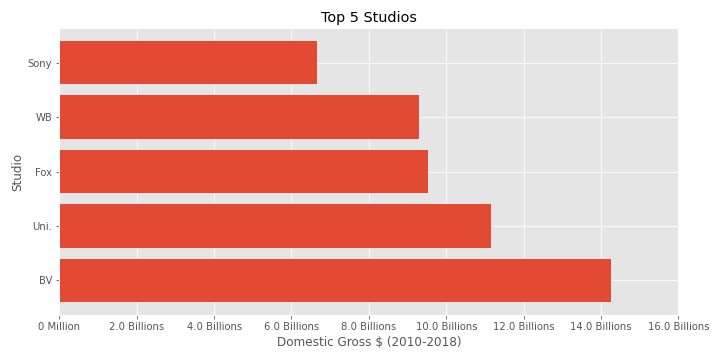 Top 5 Studios
Sony
WB
Fox
Uni.
BV
Studio
0 Million 2.0 Billions 4.0 Billions 6.0 Billions 8.0 Billions 10.0 Billions 12.0 Billions 14.0 Billions 16.0 Billions
Domestic Gross $ (2010-2018)